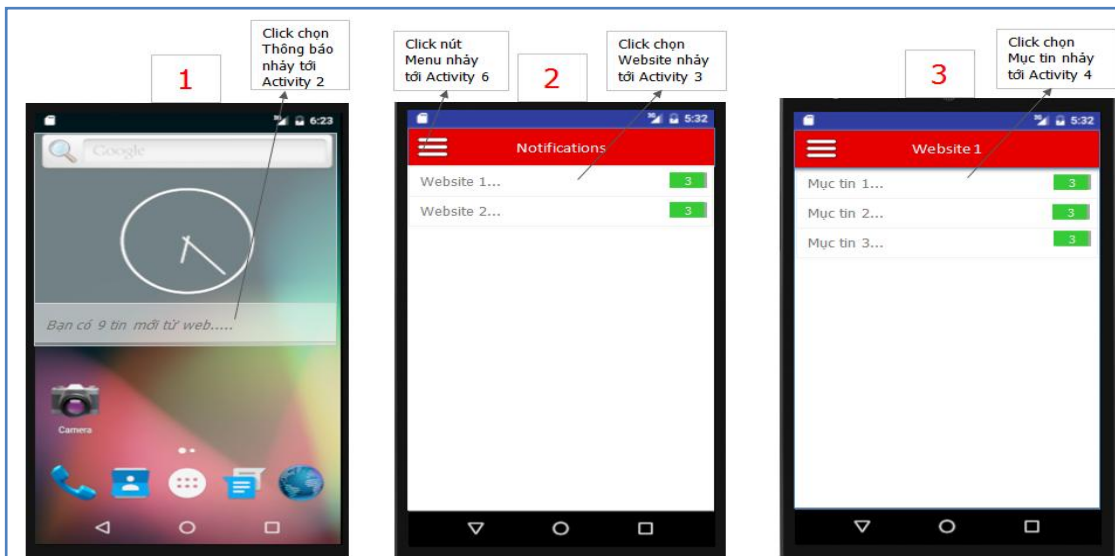 1
Click chọn
Thông báo
nhảy tới
Activity 2
6:23
Google
Bạn có 9 tin mới từ web.....
Camera
Click nút
Menu nhảy
tới Activity 6
2
Click chọn
Website nhảy
tới Activity 3
5:32
Notifications
Website 1...
3
Website 2...
3
3
Click chọn
Mục tin nhảy
tới Activity 4
5:32
Website1
Mục tin 1...
3
Mục tin 2...
3
Mục tin 3...
3